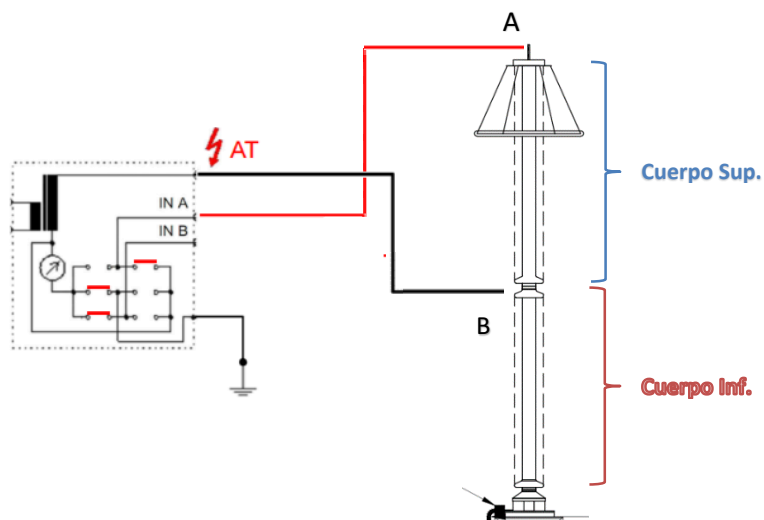 A
AT
IN A
IN B
Cuerpo Sup.
B
Cuerpo Inf.